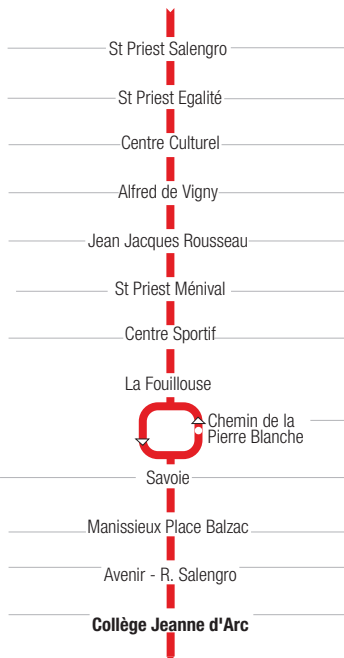 St Priest Salengro
St Priest Egalité
Centre Culturel
Alfred de Vigny
Jean Jacques Rousseau
St Priest Ménival
Centre Sportif
La Fouillouse
Chemin de la
Pierre Blanche
Savoie
Manissieux Place Balzac
Avenir - R. Salengro
Collège Jeanne d'Arc